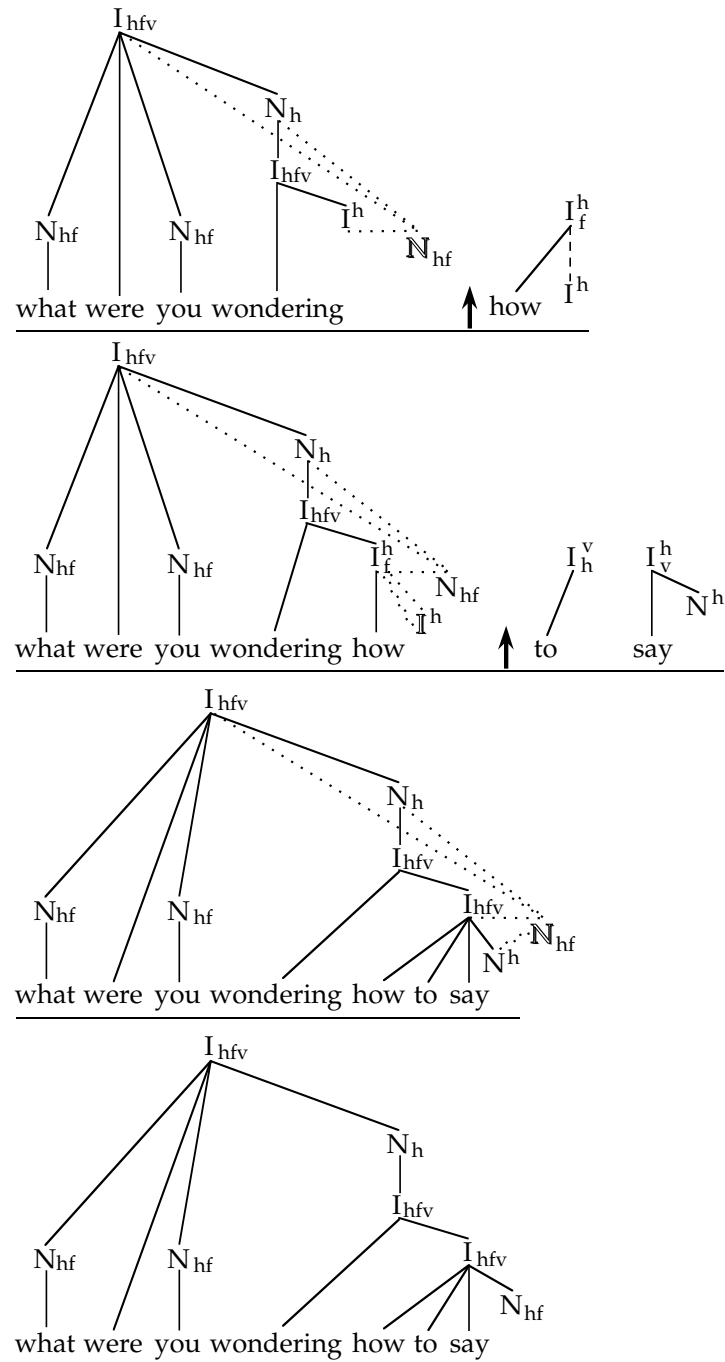 I hfv
N h
I hfv
I h f
N hf
N hf
I h
ℕ hf
I h
what were you wondering
how
I hfv
N h
I hfv
N hf
N hf
I h f
N hf
I v h
I h v
𝕀 h
N h
what were you wondering how
to
say
I hfv
N h
I hfv
N hf
N hf
I hfv
ℕ hf
N h
what were you wondering how to say
I hfv
N h
I hfv
N hf
N hf
I hfv
N hf
what were you wondering how to say